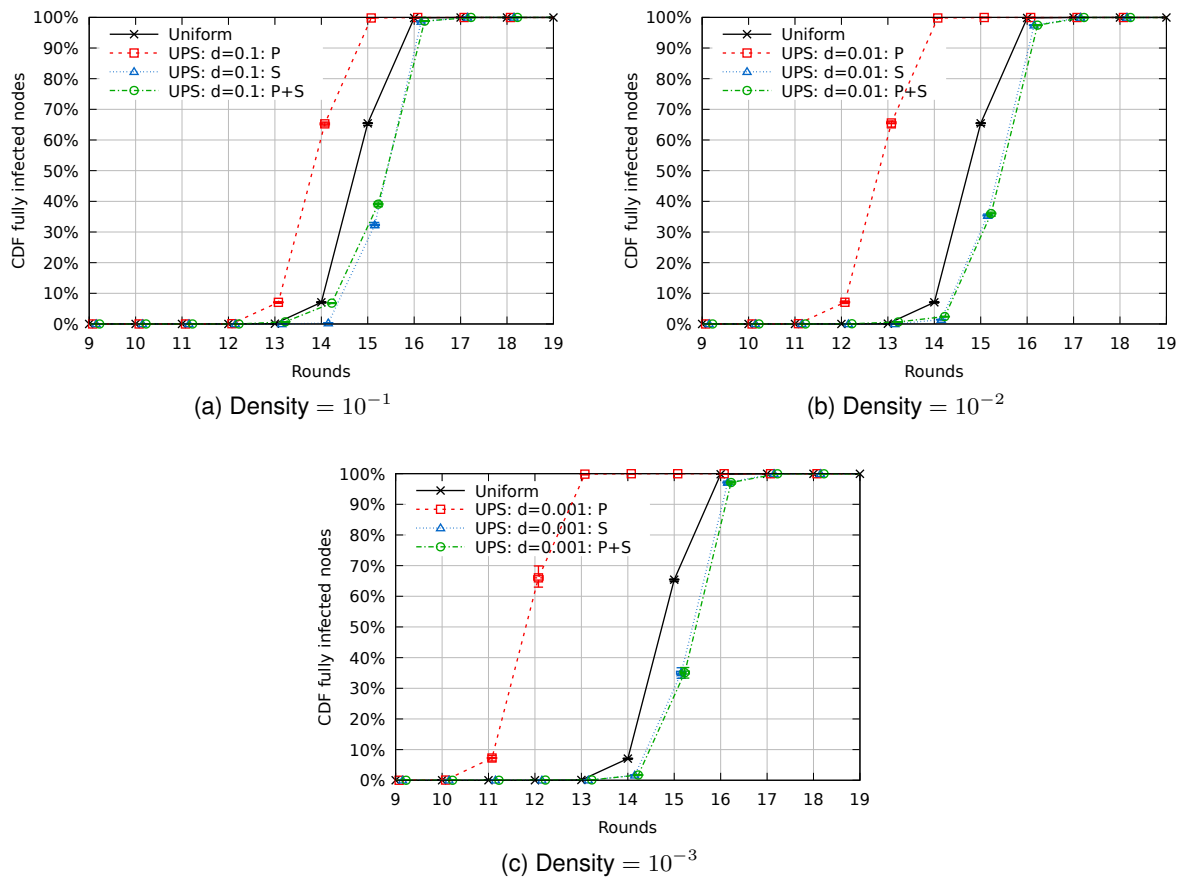 100%
90%
80%
70%
60%
50%
40%
30%
20%
10%
0%
CDF fully infected nodes
Uniform
UPS: d=0.1: P
UPS: d=0.1: S
UPS: d=0.1: P+S
9 10 11 12 13 14 15 16 17 18 19
Rounds
(a) Density = 10⁻¹
100%
90%
80%
70%
60%
50%
40%
30%
20%
10%
0%
CDF fully infected nodes
Uniform
UPS: d=0.01: P
UPS: d=0.01: S
UPS: d=0.01: P+S
9 10 11 12 13 14 15 16 17 18 19
Rounds
(b) Density = 10⁻²
100%
90%
80%
70%
60%
50%
40%
30%
20%
10%
0%
CDF fully infected nodes
Uniform
UPS: d=0.001: P
UPS: d=0.001: S
UPS: d=0.001: P+S
9 10 11 12 13 14 15 16 17 18 19
Rounds
(c) Density = 10⁻³